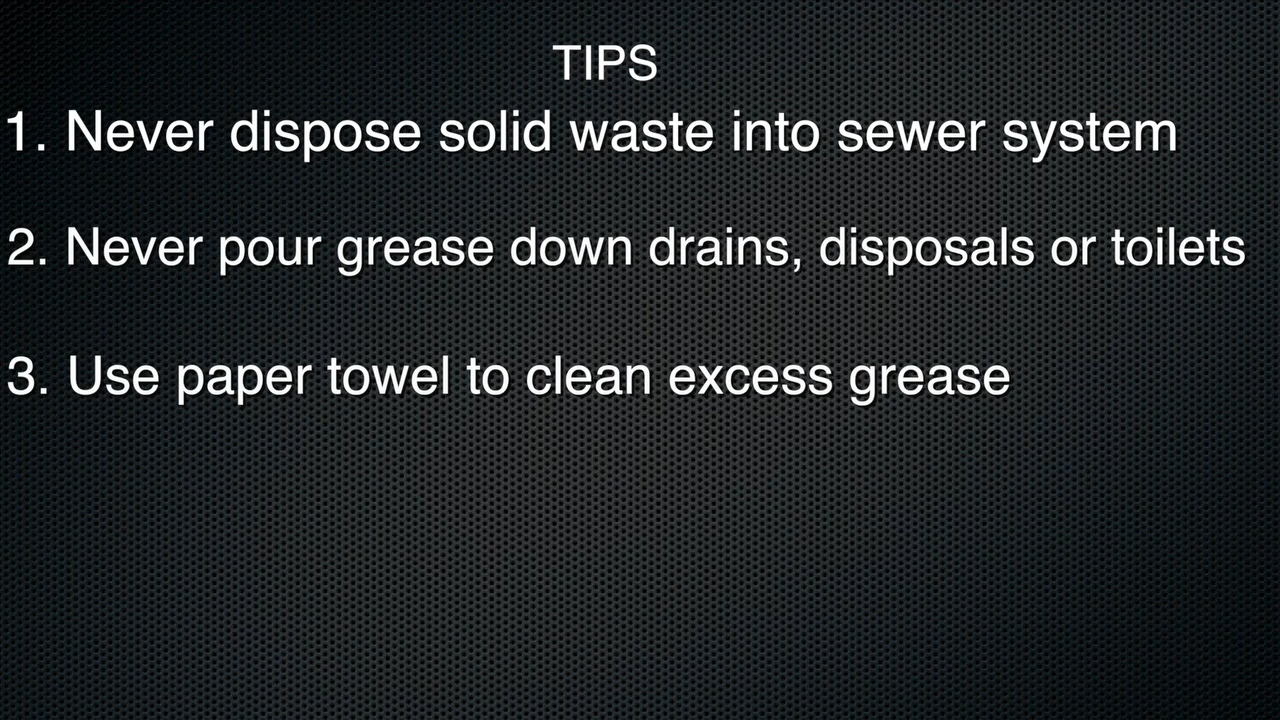 TIPS
1. Never dispose solid waste into sewer system
2. Never pour grease down drains, disposals or toilets
3. Use paper towel to clean excess grease